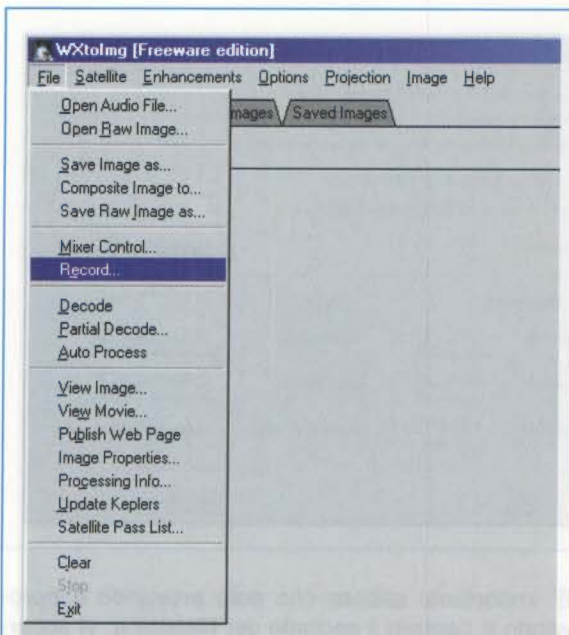 WXtoImg [Freeware edition]
File Satellite Enhancements Options Projection Image Help
mages Saved Images
Open Audio File...
Open Raw Image...
Save Image as...
Composite Image to...
Save Raw Image as...
Mixer Control...
Record...
Decode
Partial Decode...
Auto Process
View Image...
View Movie...
Publish Web Page
Image Properties...
Processing Info...
Update Keplers
Satellite Pass List...
Clear
Stop
Exit